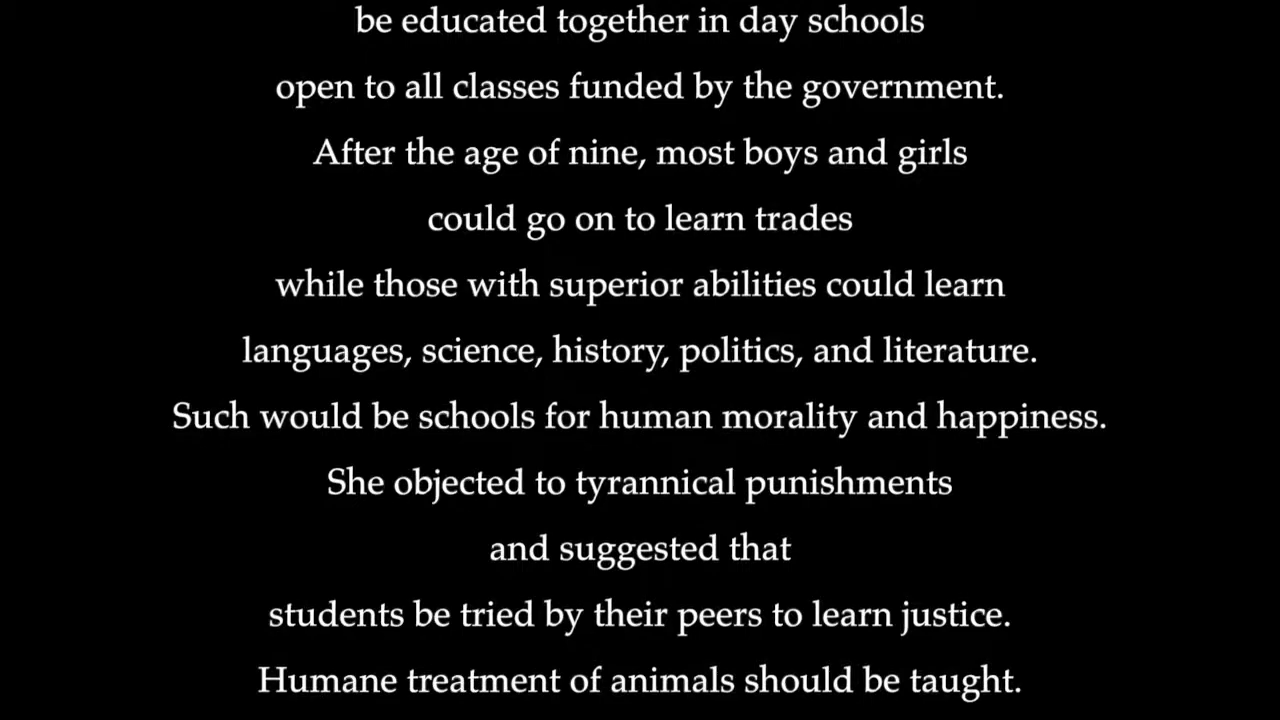 be educated together in day schools
open to all classes funded by the government.
After the age of nine, most boys and girls
could go on to learn trades
while those with superior abilities could learn
languages, science, history, politics, and literature.
Such would be schools for human morality and happiness.
She objected to tyrannical punishments
and suggested that
students be tried by their peers to learn justice.
Humane treatment of animals should be taught.